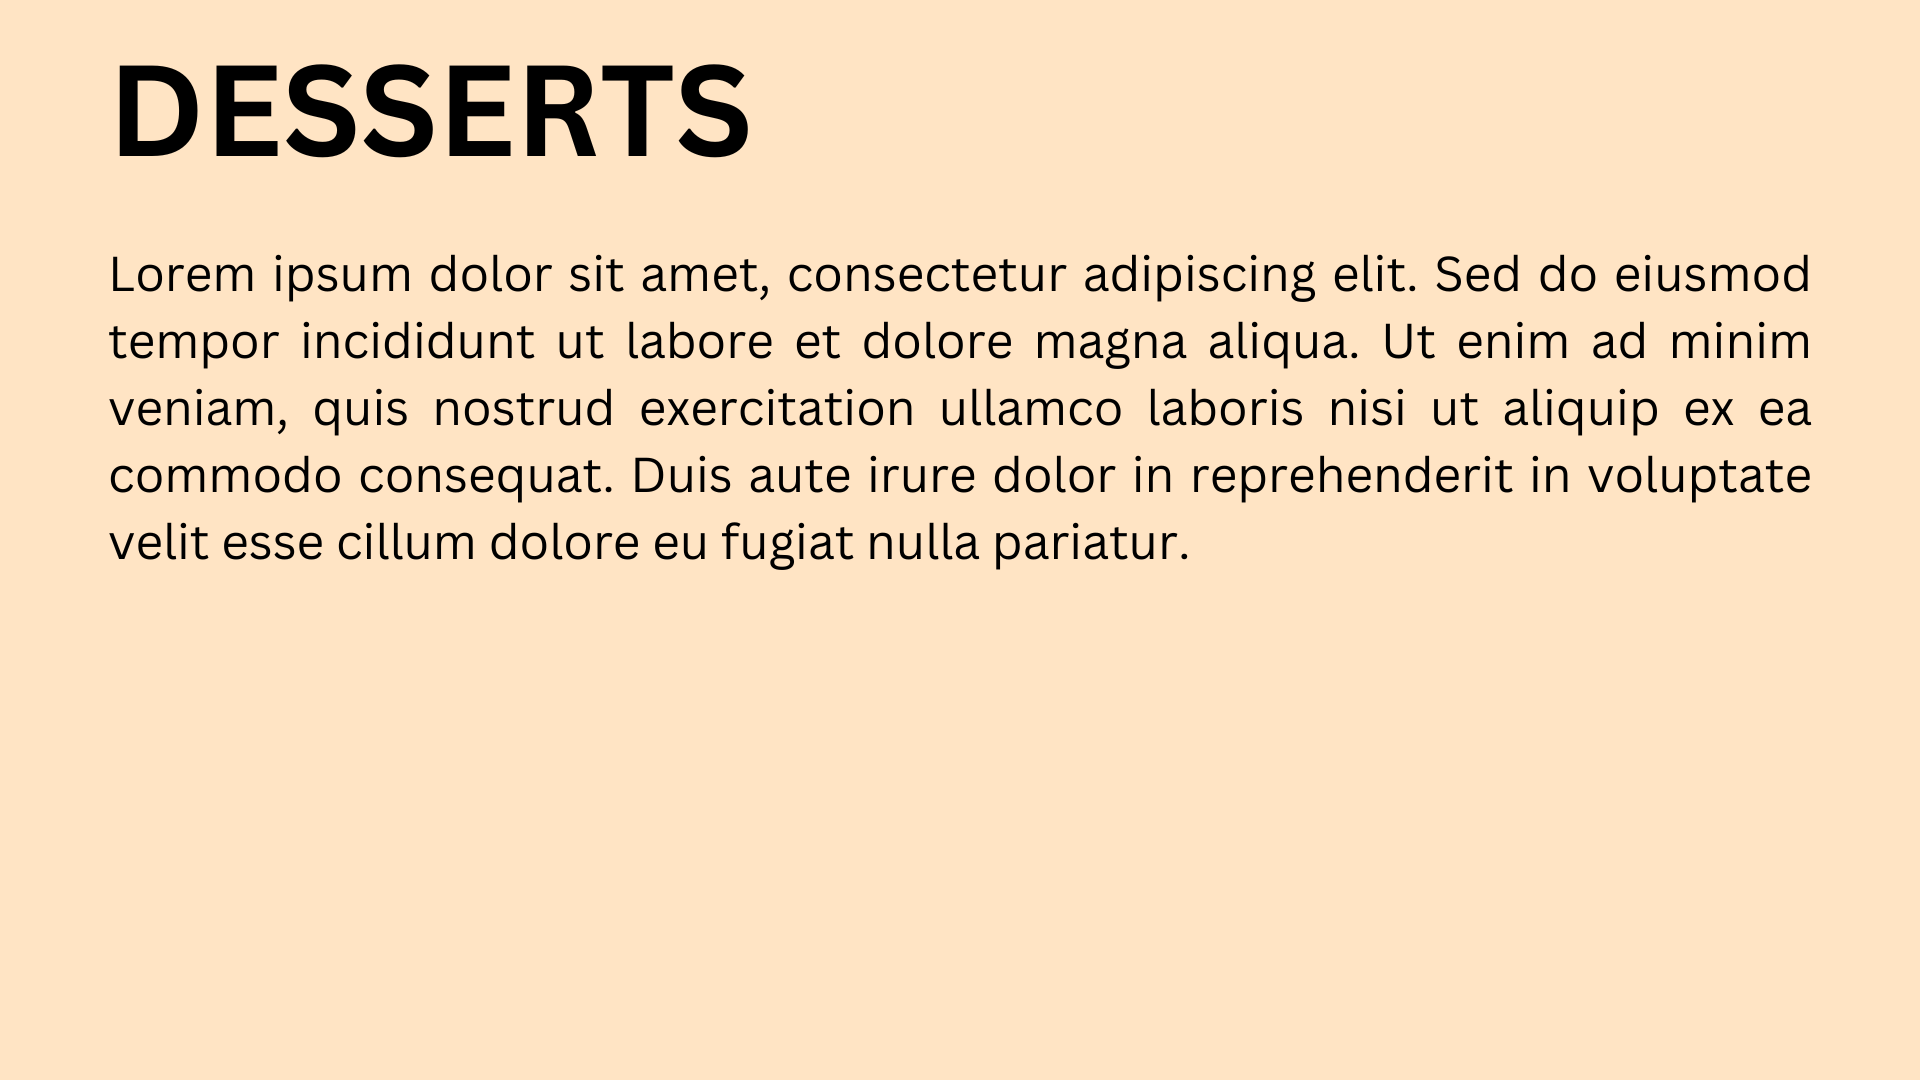 DESSERTS
Lorem ipsum dolor sit amet, consectetur adipiscing elit. Sed do eiusmod
tempor incididunt ut labore et dolore magna aliqua. Ut enim ad minim
veniam, quis nostrud exercitation ullamco laboris nisi ut aliquip ex ea
commodo consequat. Duis aute irure dolor in reprehenderit in voluptate
velit esse cillum dolore eu fugiat nulla pariatur.